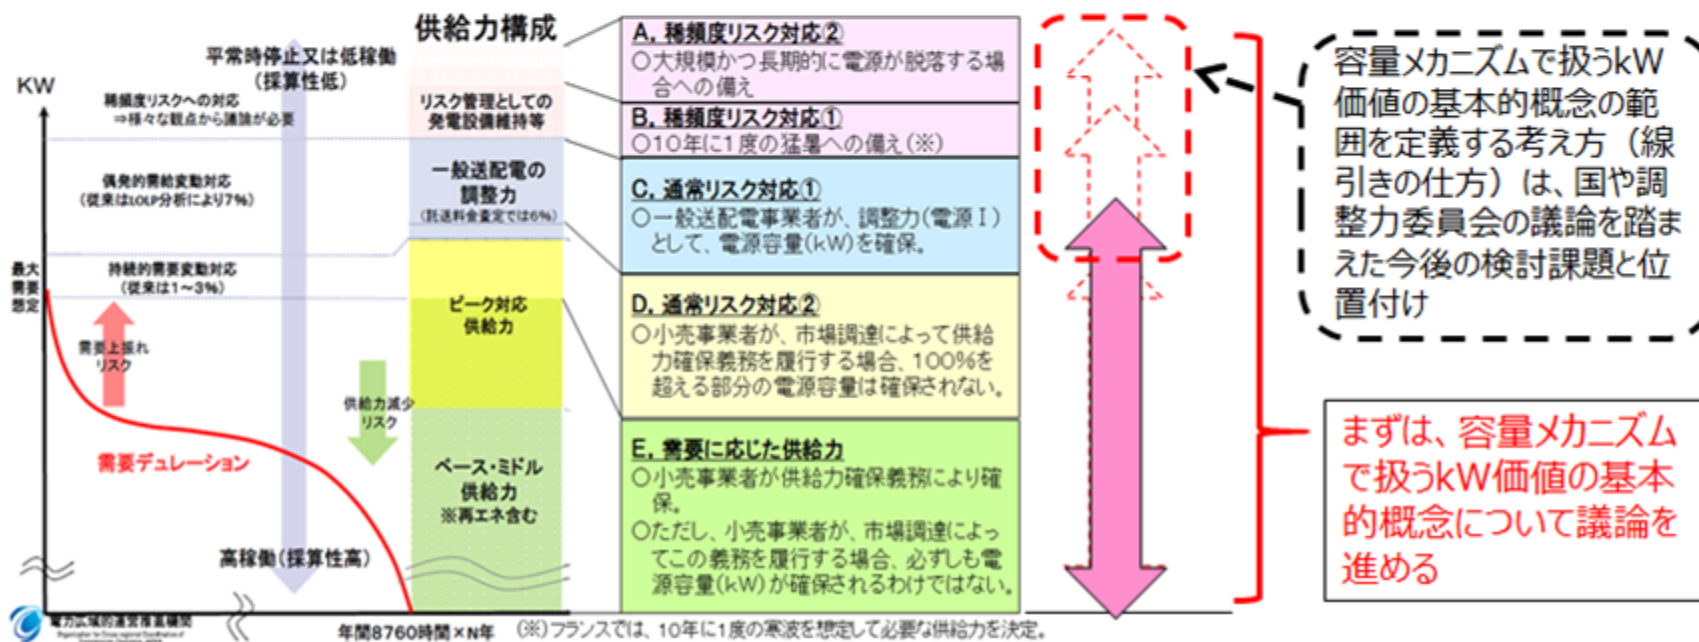 供給力構成
平常時停止又は低稼働
(採算性低)
KW
稀頻度リスクへの対応
⇒様々な観点から議論が必要
偶発的需給変動対応
(従来はLOLP分析により7%)
最大
需要
想定
持続的需要変動対応
(従来は1~3%)
需要上振れ
リスク
供給力減少
リスク
需要デュレーション
高稼働(採算性高)
年間8760時間×N年
電力広域的運営推進機関
リスク管理としての
発電設備維持等
一般送配電の
調整力
(託送料金査定では6%)
ピーク対応
供給力
ベース・ミドル
供給力
※再エネ含む
A. 稀頻度リスク対応②
○大規模かつ長期的に電源が脱落する場
合への備え
B. 稀頻度リスク対応①
○10年に1度の猛暑への備え(※)
C. 通常リスク対応①
○一般送配電事業者が、調整力(電源Ⅰ)
として、電源容量(kW)を確保。
D. 通常リスク対応②
○小売事業者が、市場調達によって供給
力確保義務を履行する場合、100%を
超える部分の電源容量は確保されない。
E. 需要に応じた供給力
○小売事業者が供給力確保義務により確
保。
○ただし、小売事業者が、市場調達によっ
てこの義務を履行する場合、必ずしも電
源容量(kW)が確保されるわけではない。
(※)フランスでは、10年に1度の寒波を想定して必要な供給力を決定。
容量メカニズムで扱うkW
価値の基本的概念の範
囲を定義する考え方(線
引きの仕方)は、国や調
整力委員会の議論を踏ま
えた今後の検討課題と位
置付け
まずは、容量メカニズム
で扱うkW価値の基本
的概念について議論を
進める